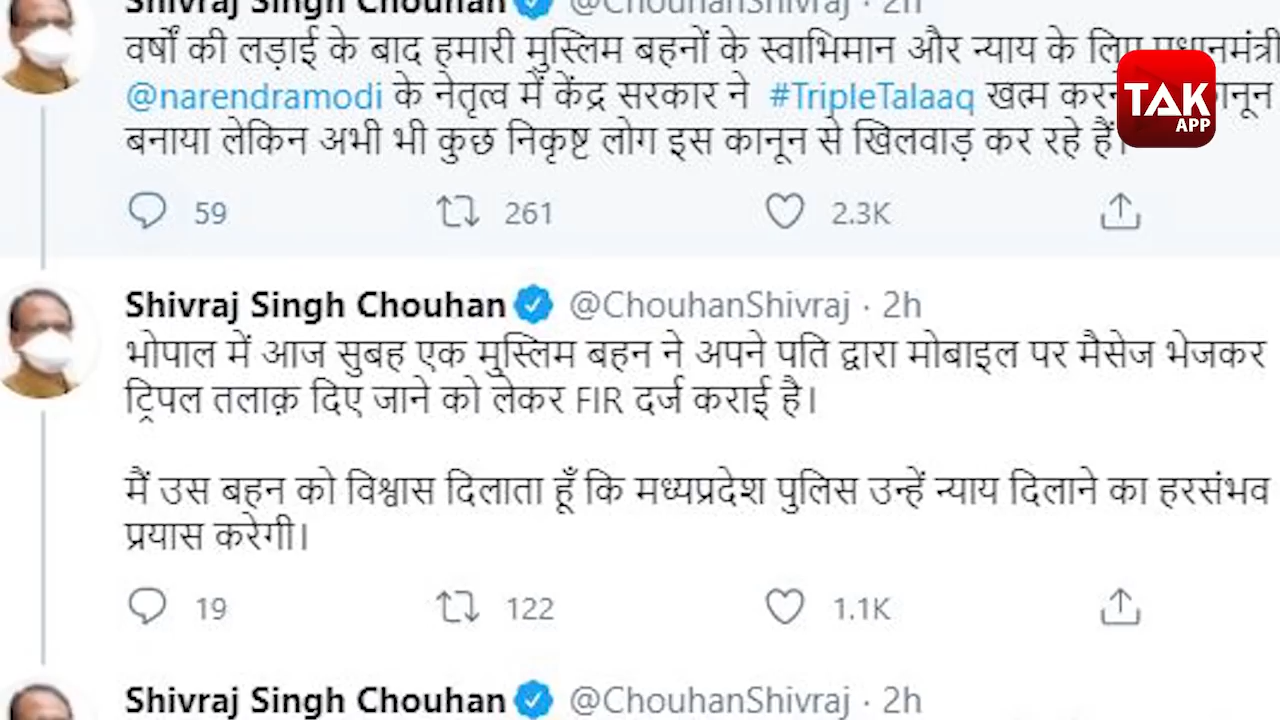 Shivraj Singh Chouhan @ChouhanShivraj · 2h
वर्षों की लड़ाई के बाद हमारी मुस्लिम बहनों के स्वाभिमान और न्याय के लिए प्रधानमंत्री
@narendramodi के नेतृत्व में केंद्र सरकार ने #TripleTalaaq खत्म करने कानून
बनाया लेकिन अभी भी कुछ निकृष्ट लोग इस कानून से खिलवाड़ कर रहे हैं।
TAK
APP
59 261 2.3K
Shivraj Singh Chouhan @ChouhanShivraj · 2h
भोपाल में आज सुबह एक मुस्लिम बहन ने अपने पति द्वारा मोबाइल पर मैसेज भेजकर
ट्रिपल तलाक़ दिए जाने को लेकर FIR दर्ज कराई है।
मैं उस बहन को विश्वास दिलाता हूँ कि मध्यप्रदेश पुलिस उन्हें न्याय दिलाने का हरसंभव
प्रयास करेगी।
19 122 1.1K
Shivraj Singh Chouhan @ChouhanShivraj · 2h